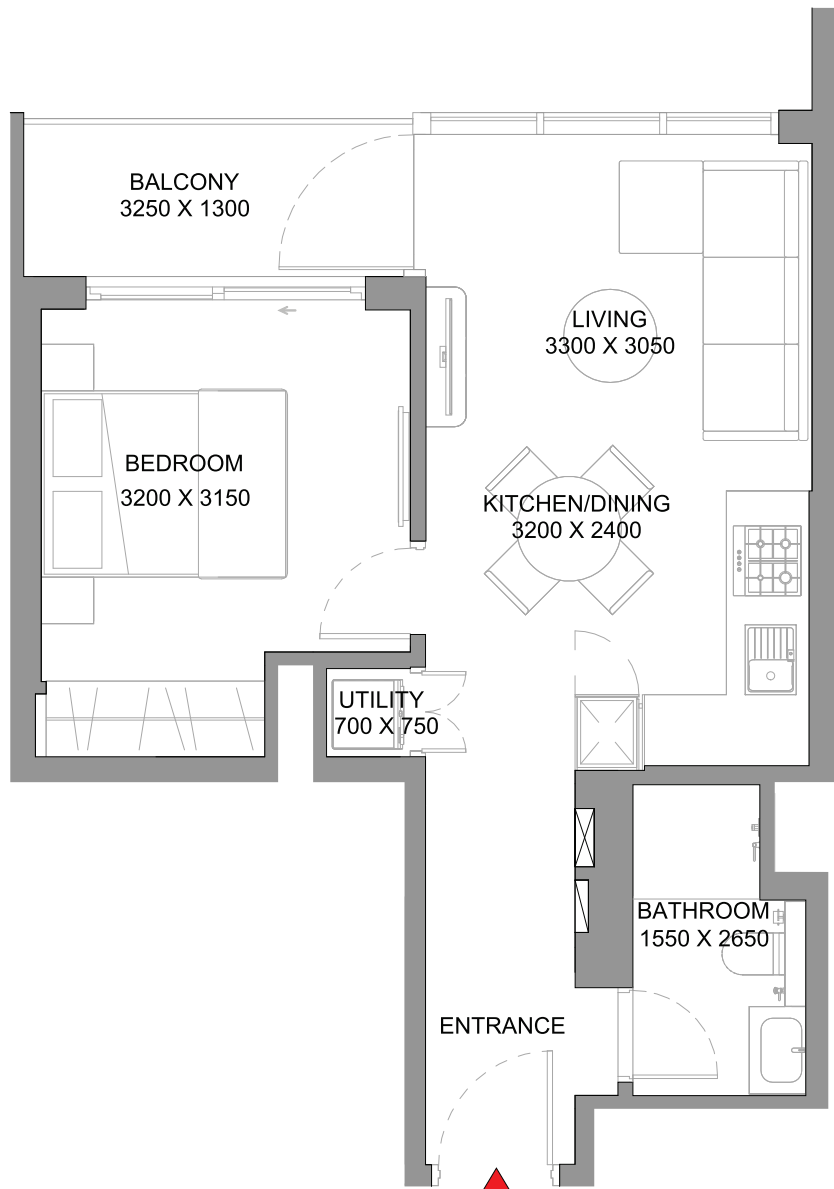 BALCONY
3250 X 1300
LIVING
3300 X 3050
BEDROOM
3200 X 3150
KITCHEN/DINING
3200 X 2400
UTILITY
700 X 750
BATHROOM
1550 X 2650
ENTRANCE